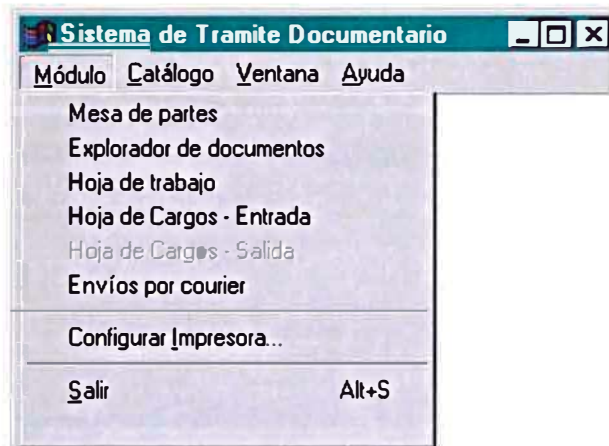 Sistema de Tramite Documentario
Módulo Catálogo Ventana Ayuda
Mesa de partes
Explorador de documentos
Hoja de trabajo
Hoja de Cargos - Entrada
Hoja de Cargos - Salida
Envíos por courier
Configurar Impresora...
Salir Alt+S